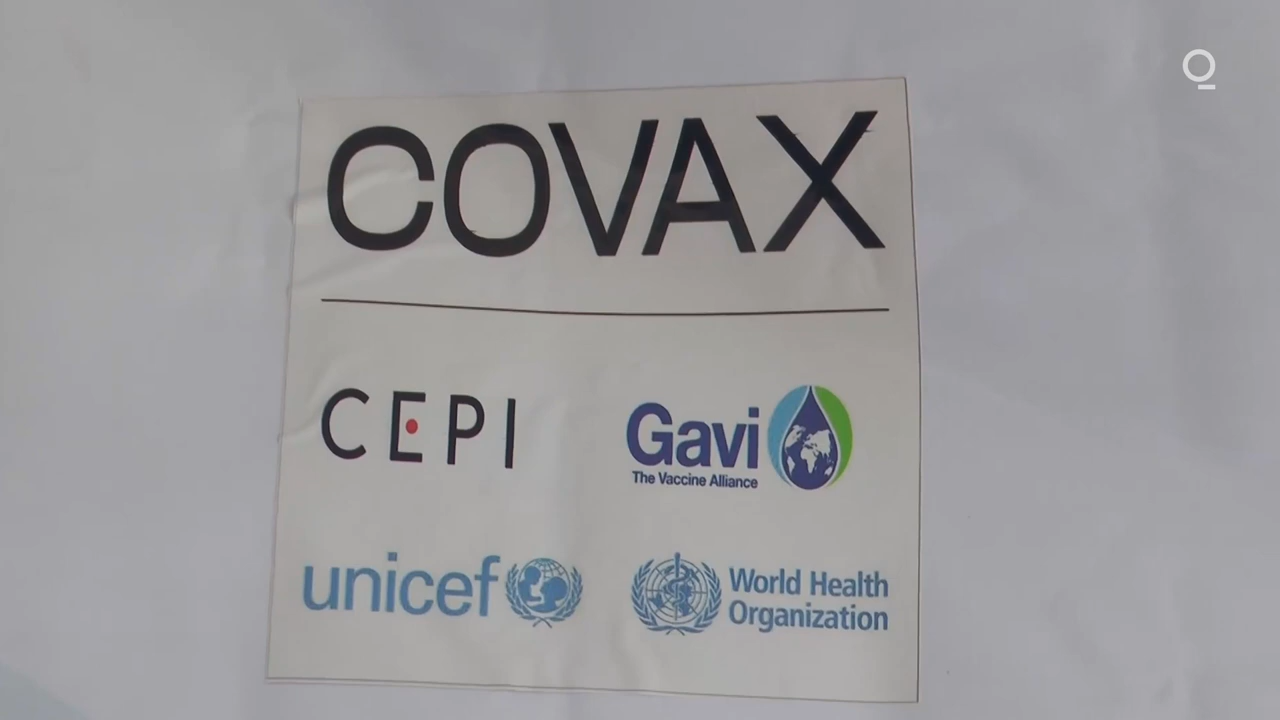 COVAX
CEPI
Gavi
The Vaccine Alliance
unicef
World Health
Organization